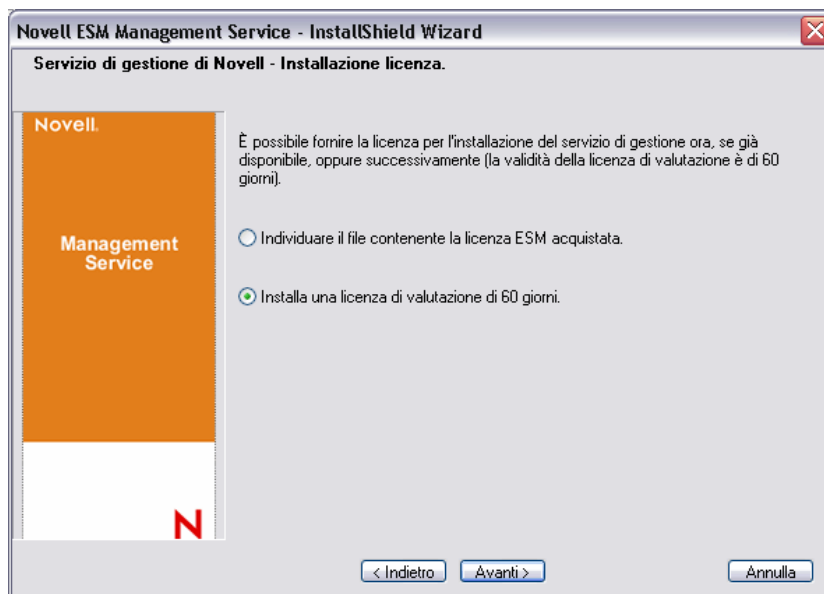 Novell ESM Management Service - InstallShield Wizard
Servizio di gestione di Novell - Installazione licenza.
Novell.
È possibile fornire la licenza per l'installazione del servizio di gestione ora, se già
disponibile, oppure successivamente (la validità della licenza di valutazione è di 60
giorni).
Management
Service
Individuare il file contenente la licenza ESM acquistata.
Installa una licenza di valutazione di 60 giorni.
N
< Indietro
Avanti >
Annulla